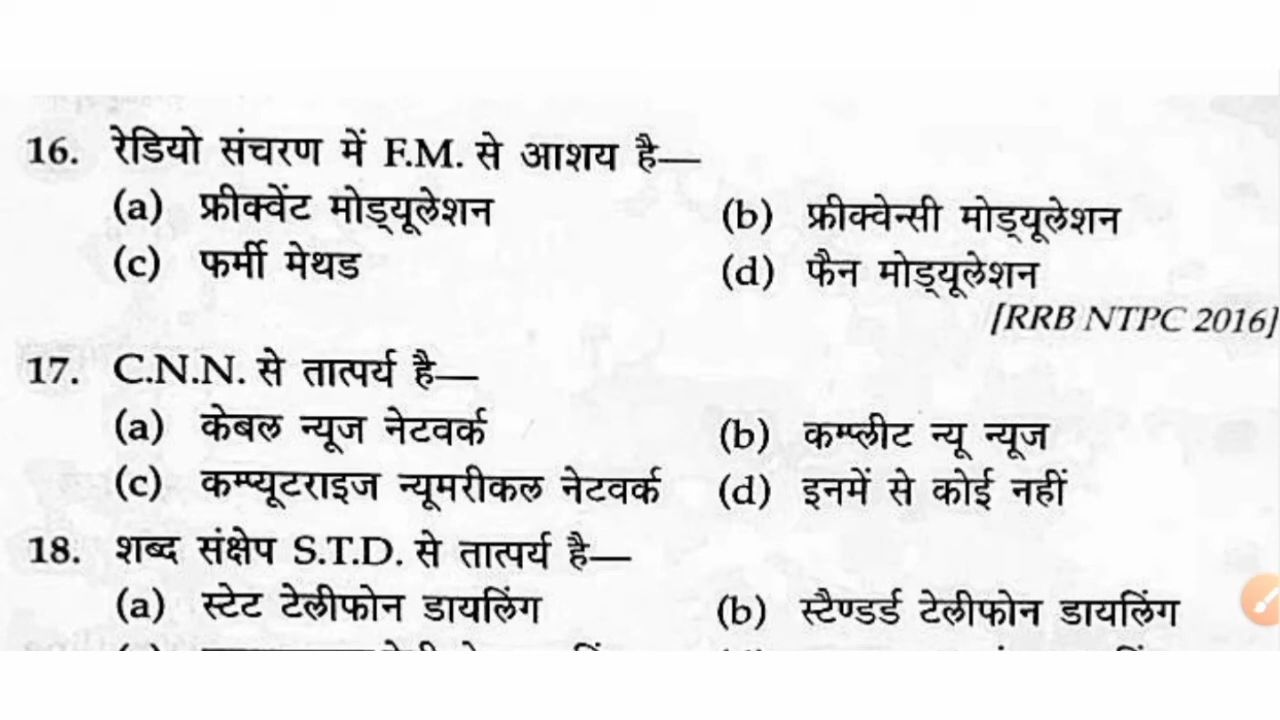 16. रेडियो संचरण में F.M. से आशय है—
(a) फ्रीक्वेंट मोड्यूलेशन (b) फ्रीक्वेन्सी मोड्यूलेशन
(c) फर्मी मेथड (d) फैन मोड्यूलेशन
[RRB NTPC 2016]
17. C.N.N. से तात्पर्य है—
(a) केबल न्यूज नेटवर्क (b) कम्प्लीट न्यू न्यूज
(c) कम्प्यूटराइज न्यूमरीकल नेटवर्क (d) इनमें से कोई नहीं
18. शब्द संक्षेप S.T.D. से तात्पर्य है—
(a) स्टेट टेलीफोन डायलिंग (b) स्टैण्डर्ड टेलीफोन डायलिंग